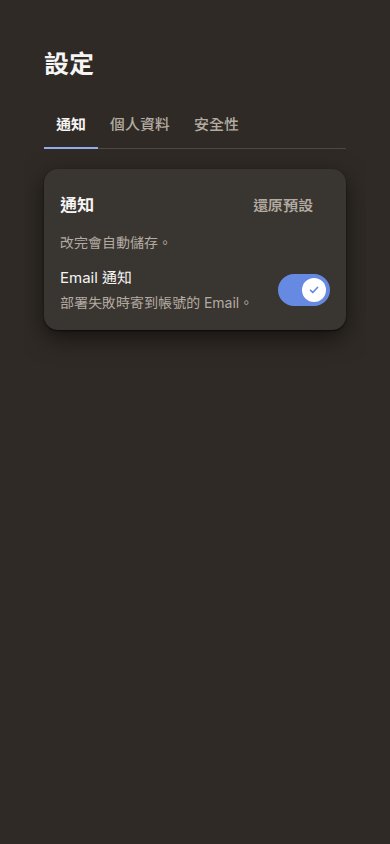 設定
通知 個人資料 安全性
通知 還原預設
改完會自動儲存。
Email 通知
部署失敗時寄到帳號的 Email。